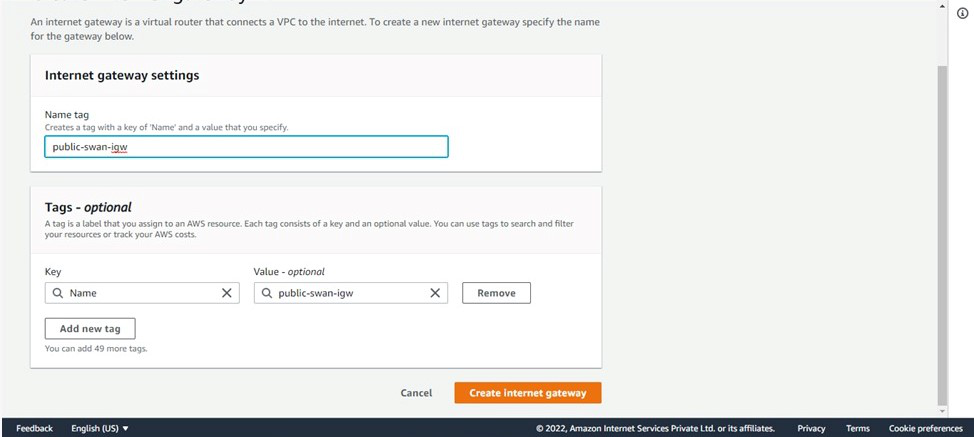 An internet gateway is a virtual router that connects a VPC to the internet. To create a new internet gateway specify the name
for the gateway below.
Internet gateway settings
Name tag
Creates a tag with a key of 'Name' and a value that you specify.
public-swan-igw
Tags - optional
A tag is a label that you assign to an AWS resource. Each tag consists of a key and an optional value. You can use tags to search and filter
your resources or track your AWS costs.
Key Value - optional
Name public-swan-igw Remove
Add new tag
You can add 49 more tags.
Cancel Create internet gateway
Feedback English (US) © 2022, Amazon Internet Services Private Ltd. or its affiliates. Privacy Terms Cookie preferences